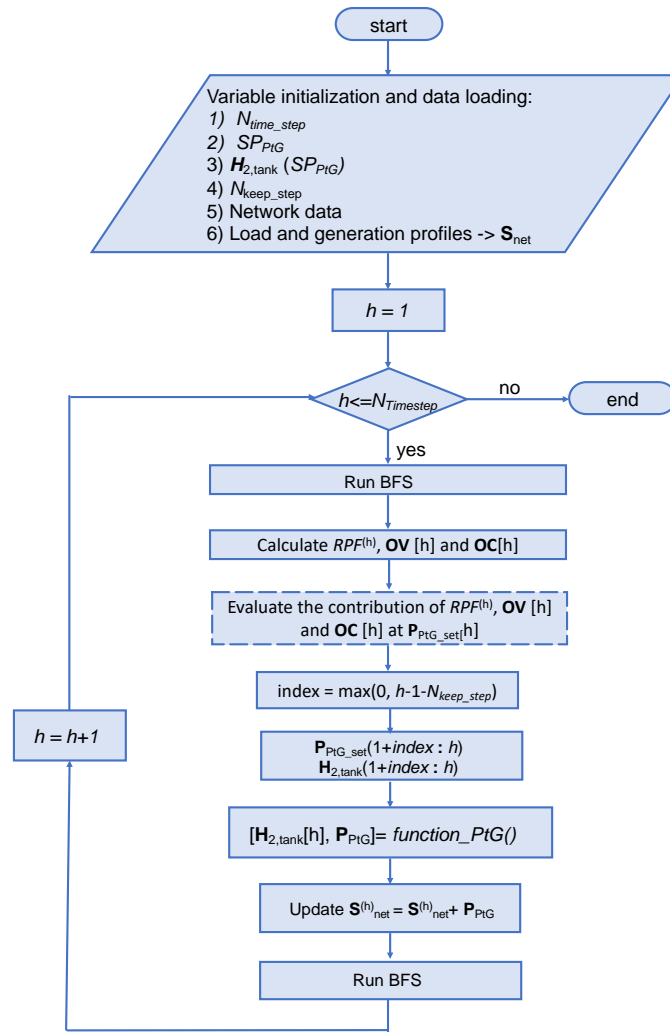 start
Variable initialization and data loading:
1) N_time_step
2) SP_PtG
3) H_2,tank (SP_PtG)
4) N_keep_step
5) Network data
6) Load and generation profiles -> S_net
h = 1
h<=N_Timestep
no
end
yes
Run BFS
Calculate RPF^(h), OV [h] and OC[h]
Evaluate the contribution of RPF^(h), OV [h]
and OC [h] at P_PtG_set[h]
index = max(0, h-1-N_keep_step)
h = h+1
P_PtG_set(1+index : h)
H_2,tank(1+index : h)
[H_2,tank[h], P_PtG]= function_PtG()
Update S^(h)_net = S^(h)_net+ P_PtG
Run BFS